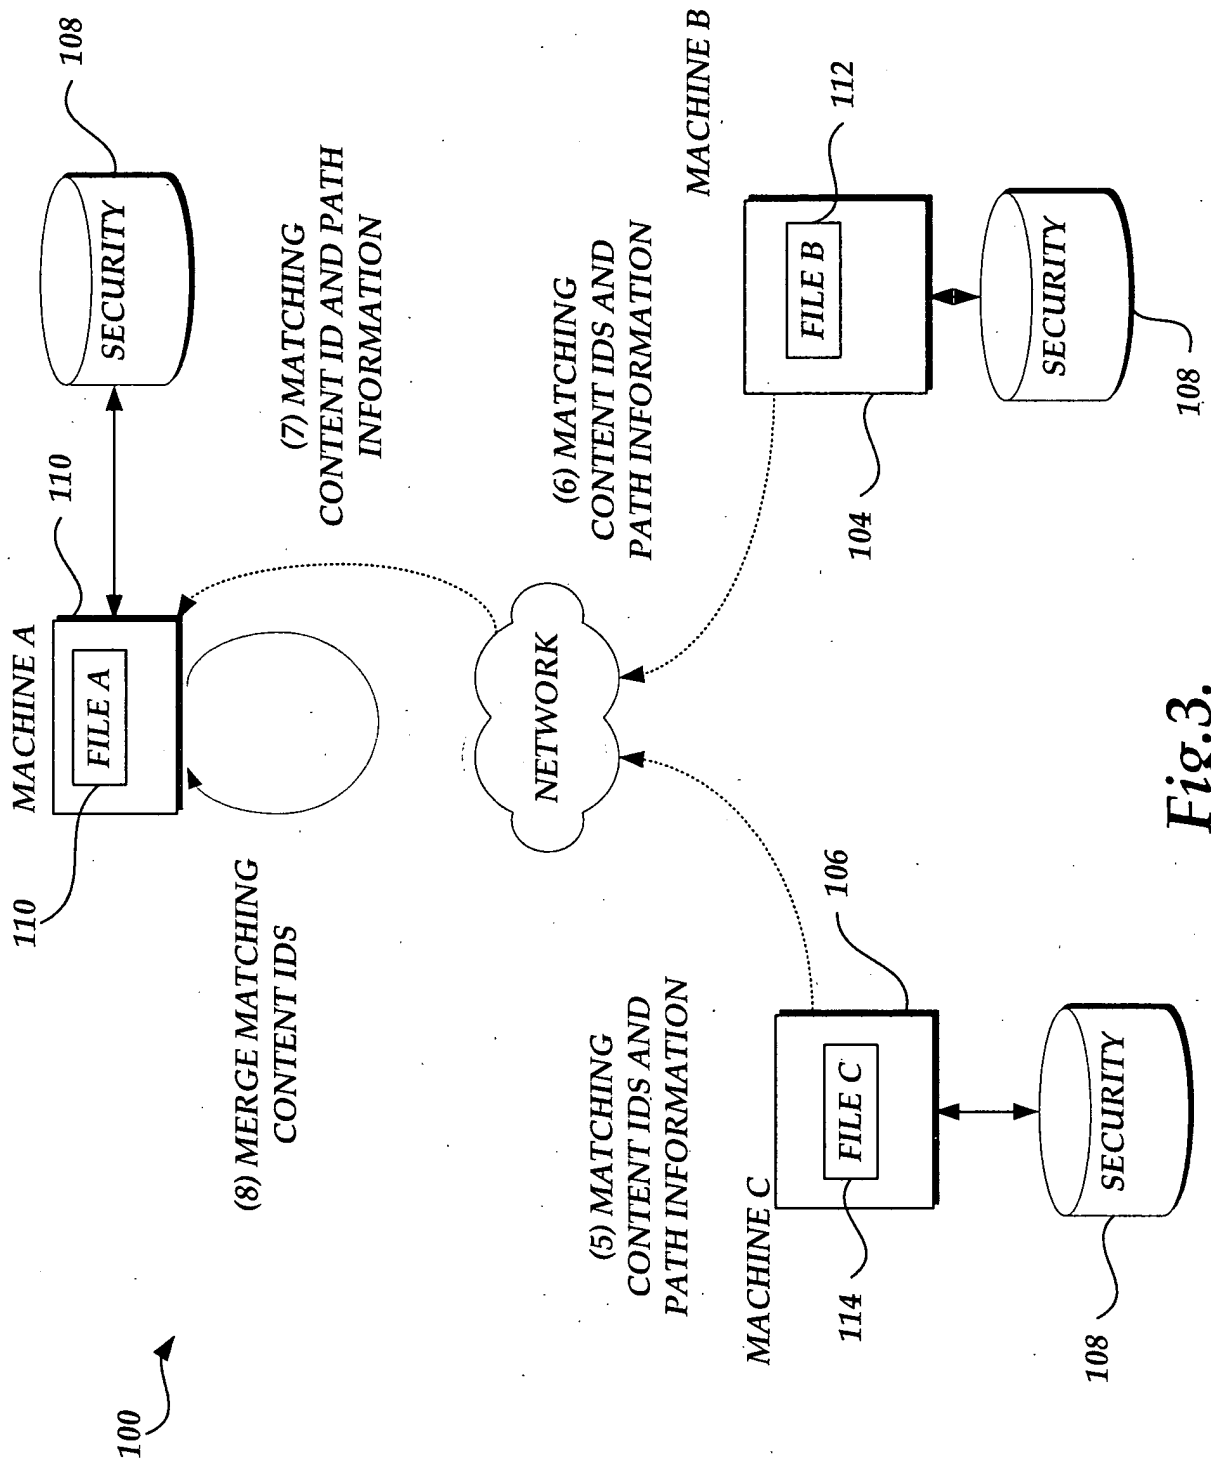 100
110
MACHINE A
FILE A
110
SECURITY
108
(8) MERGE MATCHING
CONTENT IDS
(7) MATCHING
CONTENT ID AND PATH
INFORMATION
NETWORK
(5) MATCHING
CONTENT IDS AND
PATH INFORMATION
(6) MATCHING
CONTENT IDS AND
PATH INFORMATION
MACHINE C
FILE C
114
106
SECURITY
108
MACHINE B
FILE B
112
104
SECURITY
108
Fig.3.